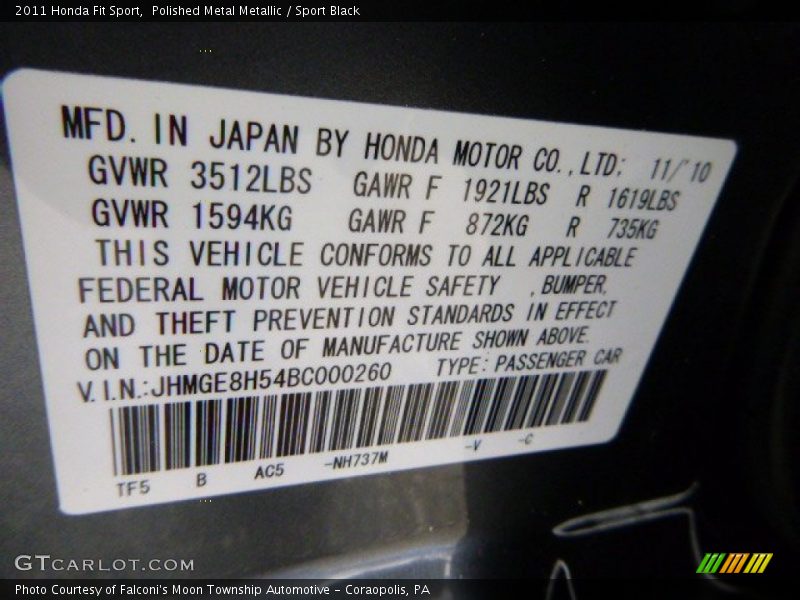 2011 Honda Fit Sport,  Polished Metal Metallic / Sport Black
MFD. IN JAPAN BY HONDA MOTOR CO., LTD; 11/'10
GVWR 3512LBS GAWR F 1921LBS R 1619LBS
GVWR 1594KG GAWR F 872KG R 735KG
THIS VEHICLE CONFORMS TO ALL APPLICABLE
FEDERAL MOTOR VEHICLE SAFETY , BUMPER,
AND THEFT PREVENTION STANDARDS IN EFFECT
ON THE DATE OF MANUFACTURE SHOWN ABOVE.
V.I.N.:JHMGE8H54BC000260 TYPE: PASSENGER CAR
TF5 B AC5 -NH737M -V -C
GTCARLOT.COM
Photo Courtesy of Falconi's Moon Township Automotive - Coraopolis, PA